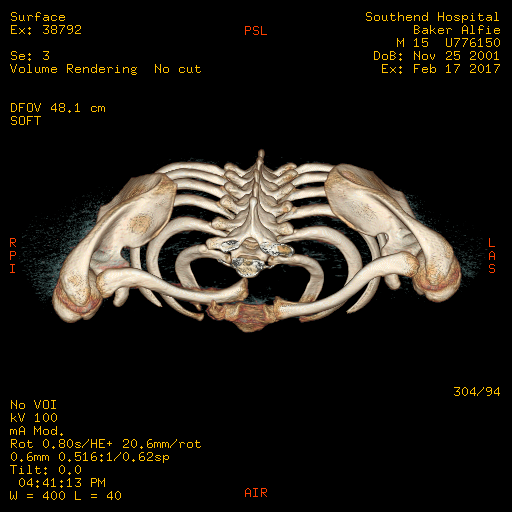 Surface
Ex: 38792
Se: 3
Volume Rendering No cut
DFOV 48.1 cm
SOFT
PSL
Southend Hospital
Baker Alfie
M 15 U776150
DoB: Nov 25 2001
Ex: Feb 17 2017
R
P
I
L
A
S
304/94
No VOI
kV 100
mA Mod.
Rot 0.80s/HE+ 20.6mm/rot
0.6mm 0.516:1/0.62sp
Tilt: 0.0
04:41:13 PM
W = 400 L = 40
AIR